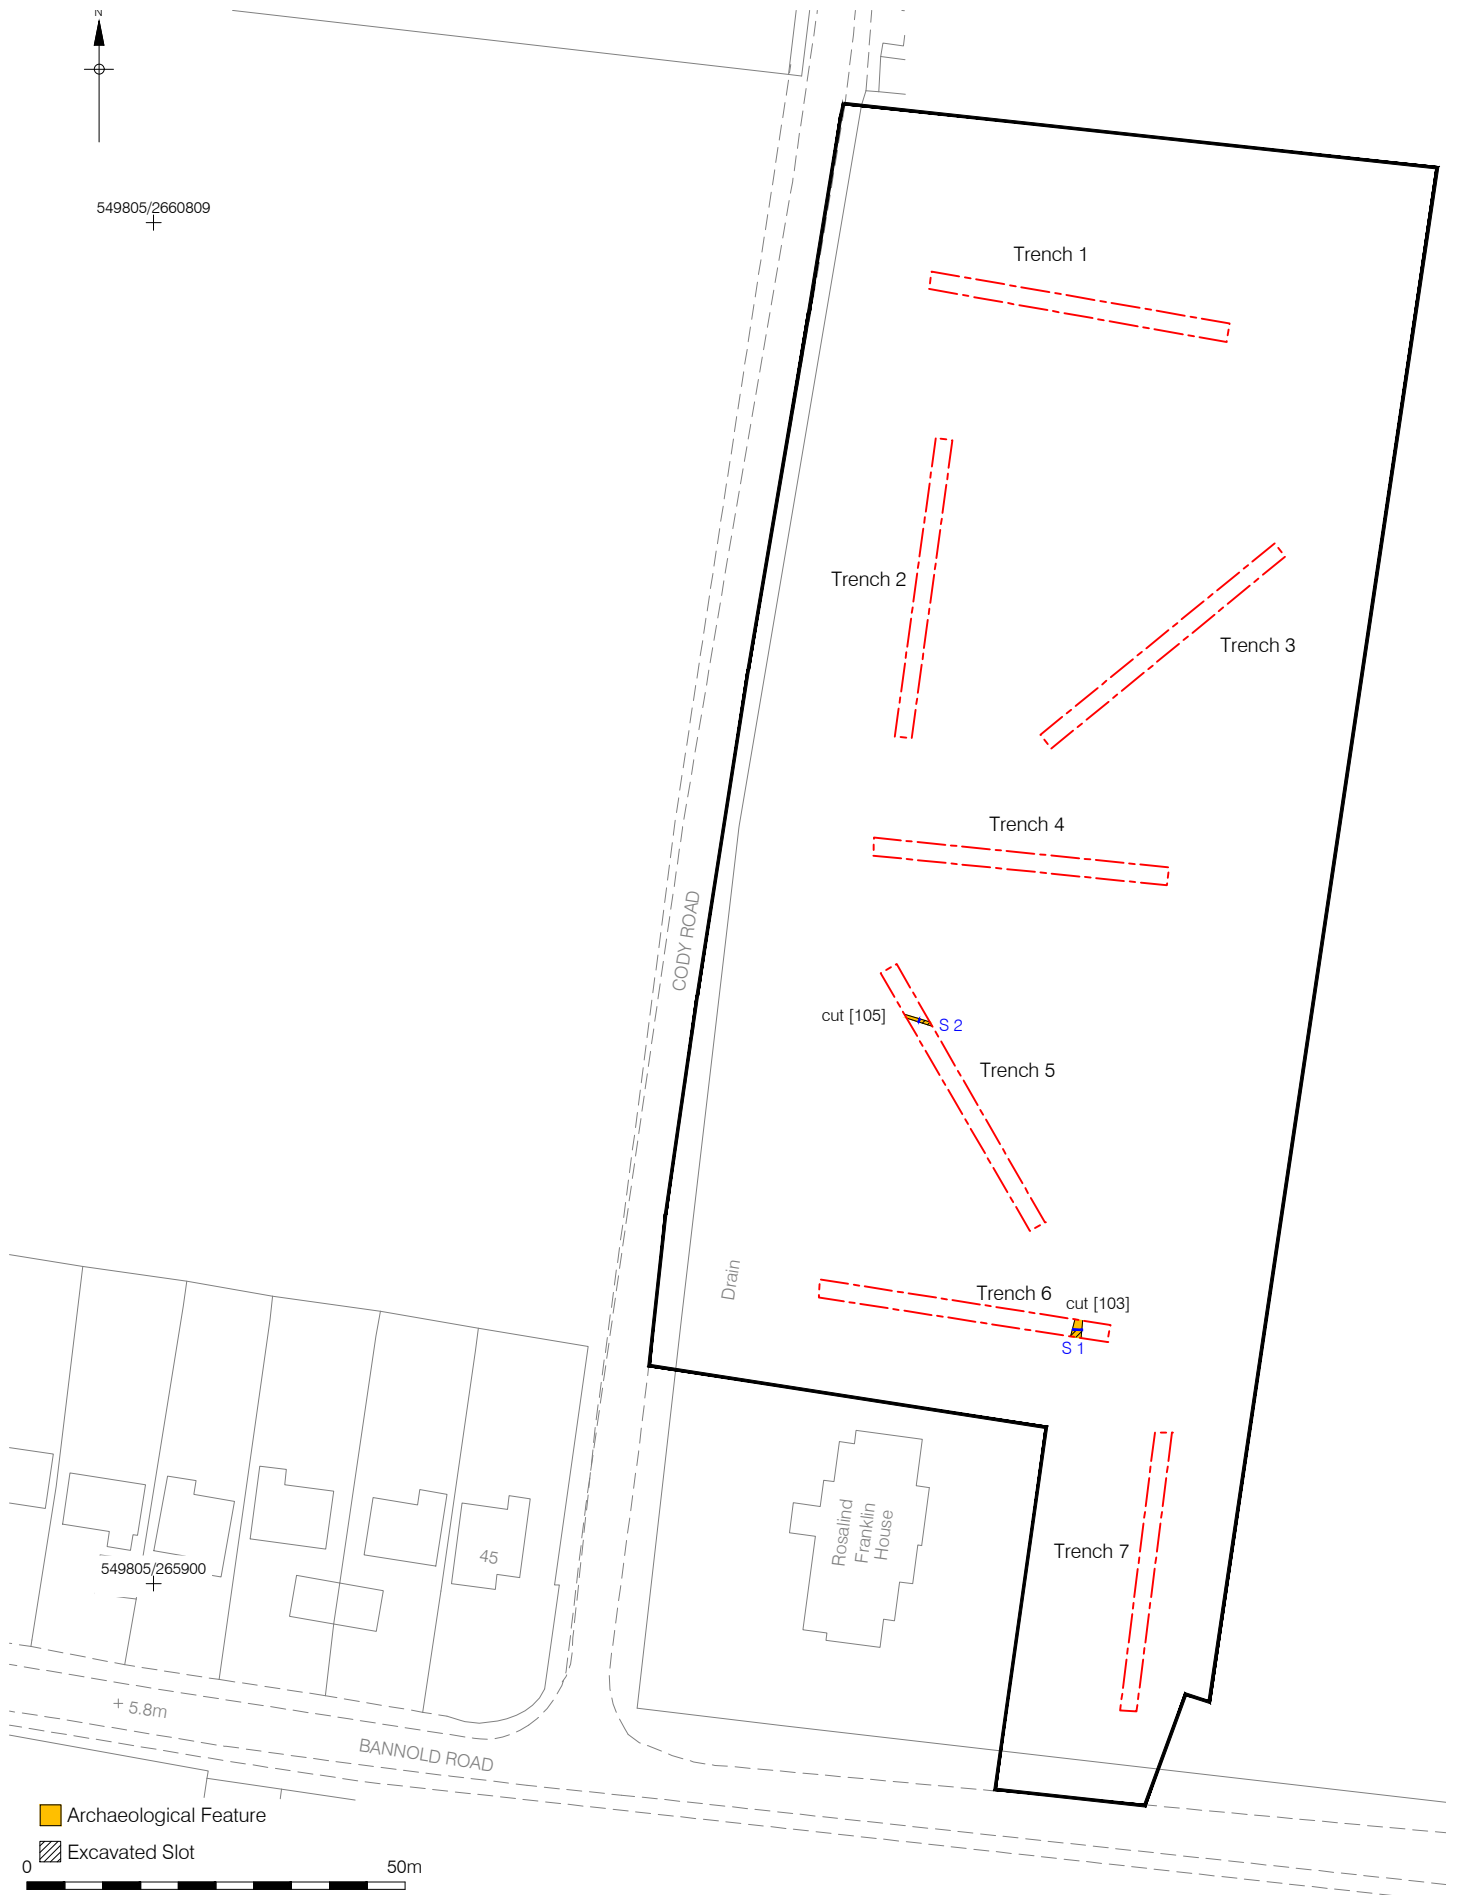 N
549805/2660809
Trench 1
Trench 2
Trench 3
Trench 4
CODY ROAD
cut [105]
S 2
Trench 5
Drain
Trench 6
cut [103]
S 1
Rosalind
Franklin
House
45
Trench 7
549805/265900
+ 5.8m
BANNOLD ROAD
Archaeological Feature
Excavated Slot
0
50m